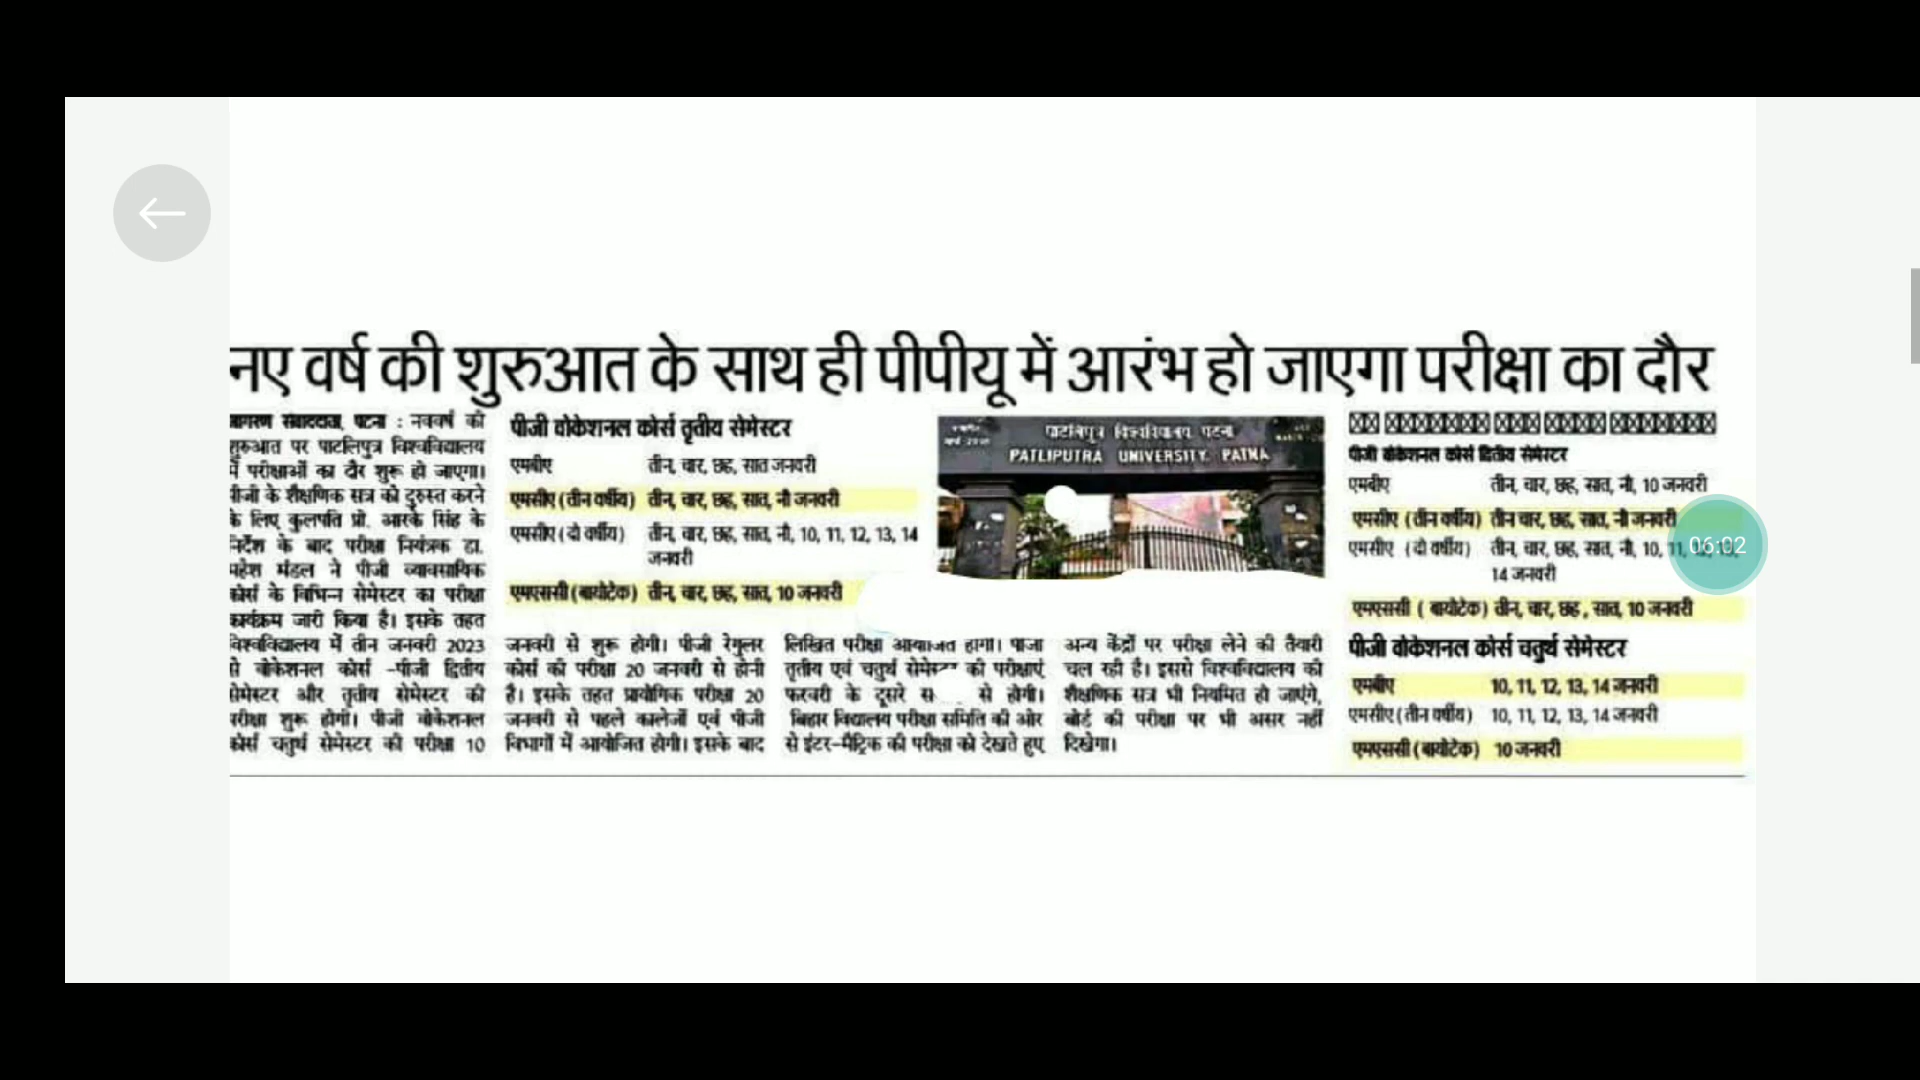 नए वर्ष की शुरुआत के साथ ही पीपीयू में आरंभ हो जाएगा परीक्षा का दौर
जागरण संवाददाता, पटना : नववर्ष की
शुरुआत पर पाटलिपुत्र विश्वविद्यालय
में परीक्षाओं का दौर शुरू हो जाएगा।
पीजी के शैक्षणिक सत्र को दुरुस्त करने
के लिए कुलपति प्रो. आरके सिंह के
निर्देश के बाद परीक्षा नियंत्रक डा.
महेश मंडल ने पीजी व्यावसायिक
कोर्स के विभिन्न सेमेस्टर का परीक्षा
कार्यक्रम जारी किया है। इसके तहत
विश्वविद्यालय में तीन जनवरी 2023
से वोकेशनल कोर्स -पीजी द्वितीय
सेमेस्टर और तृतीय सेमेस्टर की
परीक्षा शुरू होगी। पीजी वोकेशनल
कोर्स चतुर्थ सेमेस्टर की परीक्षा 10
पीजी वोकेशनल कोर्स तृतीय सेमेस्टर
एमबीए तीन, चार, छह, सात जनवरी
एमसीए (तीन वर्षीय) तीन, चार, छह, सात, नौ जनवरी
एमसीए (दो वर्षीय) तीन, चार, छह, सात, नौ, 10, 11, 12, 13, 14
जनवरी
एमएससी (बायोटेक) तीन, चार, छह, सात, 10 जनवरी
जनवरी से शुरू होगी। पीजी रेगुलर
कोर्स की परीक्षा 20 जनवरी से होनी
है। इसके तहत प्रायोगिक परीक्षा 20
जनवरी से पहले कालेजों एवं पीजी
विभागों में आयोजित होगी। इसके बाद
पाटलिपुत्र विश्वविद्यालय, पटना
PATLIPUTRA UNIVERSITY, PATNA
लिखित परीक्षा आयोजित होगी। पीजी
तृतीय एवं चतुर्थ सेमेस्टर की परीक्षाएं
फरवरी के दूसरे से होगी।
बिहार विद्यालय परीक्षा समिति की ओर
से इंटर-मैट्रिक की परीक्षा को देखते हुए
अन्य केंद्रों पर परीक्षा लेने की तैयारी
चल रही है। इससे विश्वविद्यालय की
शैक्षणिक सत्र भी नियमित हो जाएंगे,
बोर्ड की परीक्षा पर भी असर नहीं
दिखेगा।
पीजी वोकेशनल कोर्स द्वितीय सेमेस्टर
एमबीए तीन, चार, छह, सात, नौ, 10 जनवरी
एमसीए (तीन वर्षीय) तीन चार, छह, सात, नौ जनवरी
एमसीए (दो वर्षीय) तीन, चार, छह, सात, नौ, 10, 11,
14 जनवरी
06:02
एमएससी ( बायोटेक) तीन, चार, छह , सात, 10 जनवरी
पीजी वोकेशनल कोर्स चतुर्थ सेमेस्टर
एमबीए 10, 11, 12, 13, 14 जनवरी
एमसीए (तीन वर्षीय) 10, 11, 12, 13, 14 जनवरी
एमएससी (बायोटेक) 10 जनवरी